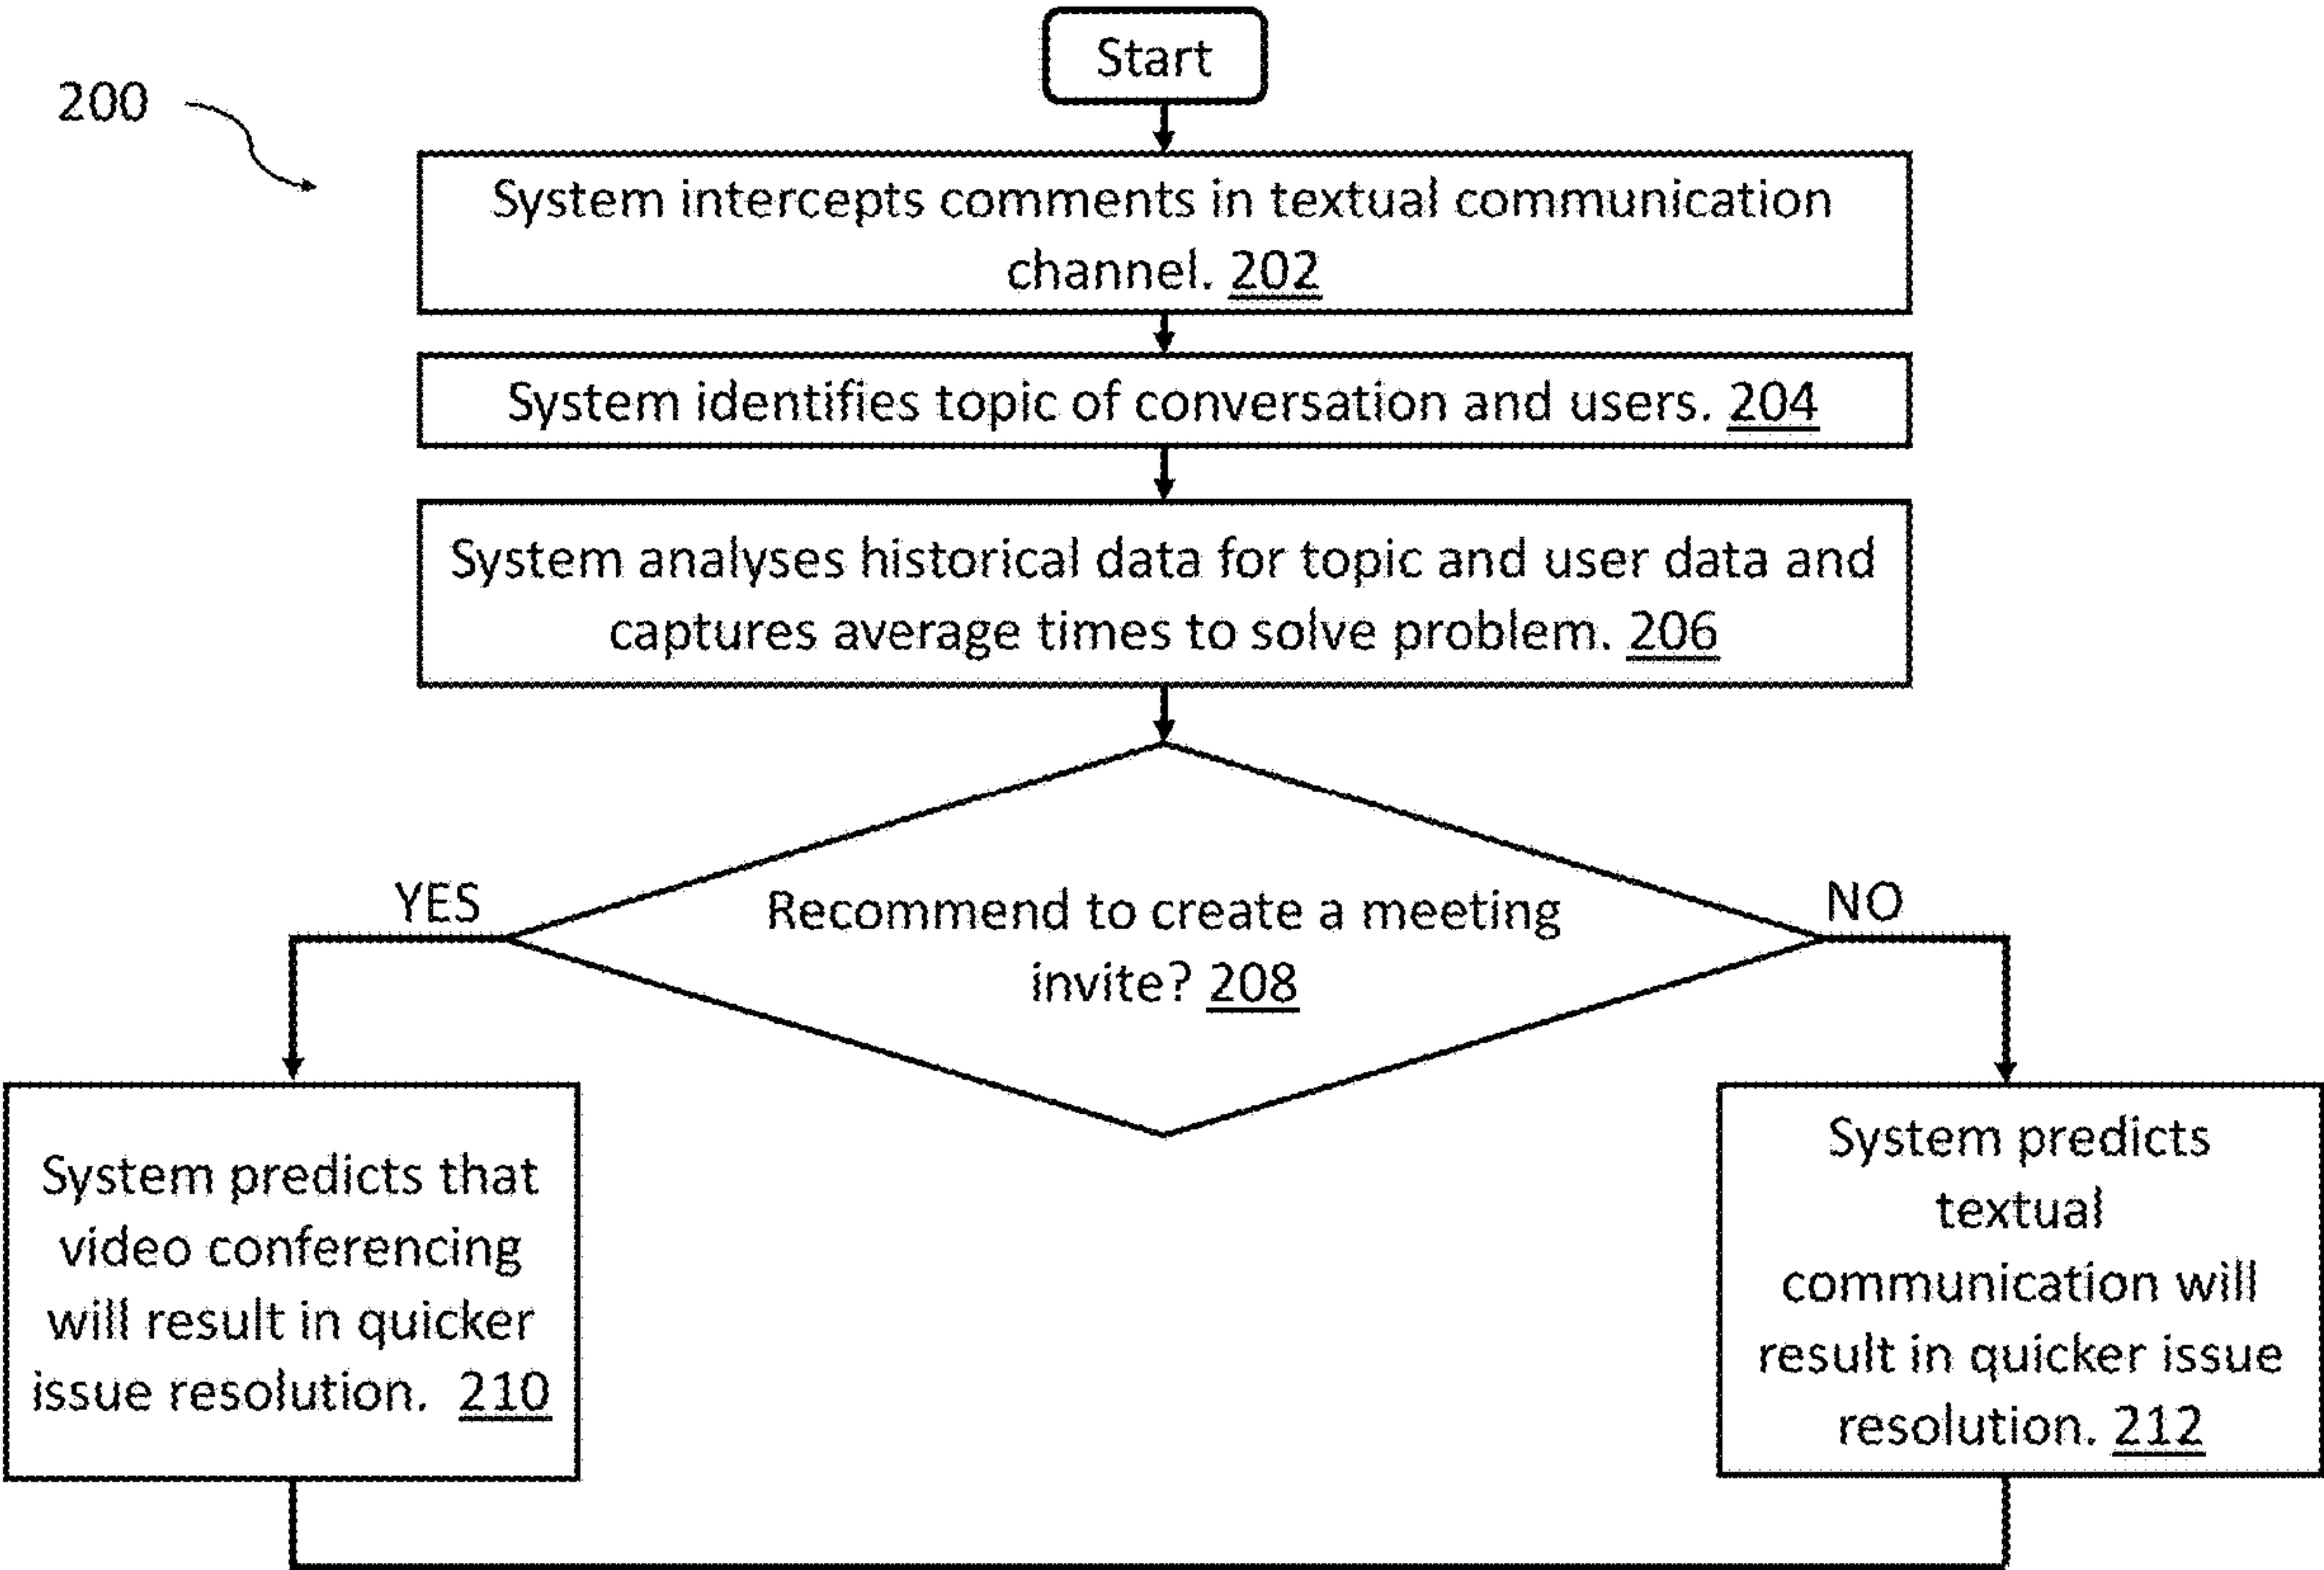 Start
200
System intercepts comments in textual communication
channel. 202
System identifies topic of conversation and users. 204
System analyses historical data for topic and user data and
captures average times to solve problem. 206
YES
NO
Recommend to create a meeting
invite? 208
System predicts that
video conferencing
will result in quicker
issue resolution. 210
System predicts
textual
communication will
result in quicker issue
resolution. 212